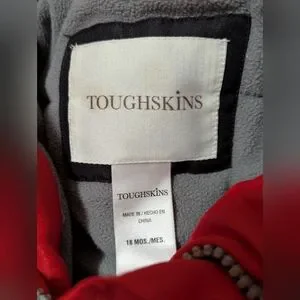 TOUGHSKiNS
TOUGHSKiNS
MADE IN / HECHO EN
CHINA
18 MOS./MES.